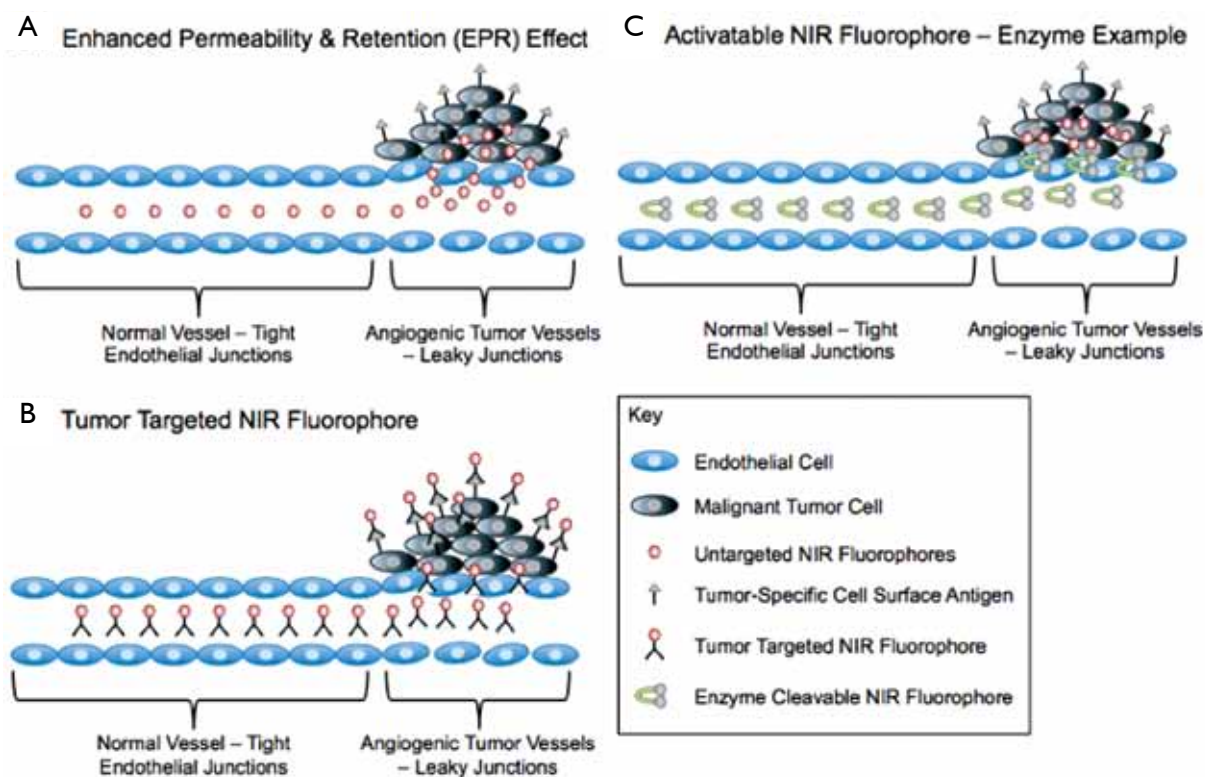 A
Enhanced Permeability & Retention (EPR) Effect
Normal Vessel – Tight
Endothelial Junctions
Angiogenic Tumor Vessels
– Leaky Junctions
C
Activatable NIR Fluorophore – Enzyme Example
Normal Vessel – Tight
Endothelial Junctions
Angiogenic Tumor Vessels
– Leaky Junctions
B
Tumor Targeted NIR Fluorophore
Normal Vessel – Tight
Endothelial Junctions
Angiogenic Tumor Vessels
– Leaky Junctions
Key
Endothelial Cell
Malignant Tumor Cell
Untargeted NIR Fluorophores
Tumor-Specific Cell Surface Antigen
Tumor Targeted NIR Fluorophore
Enzyme Cleavable NIR Fluorophore